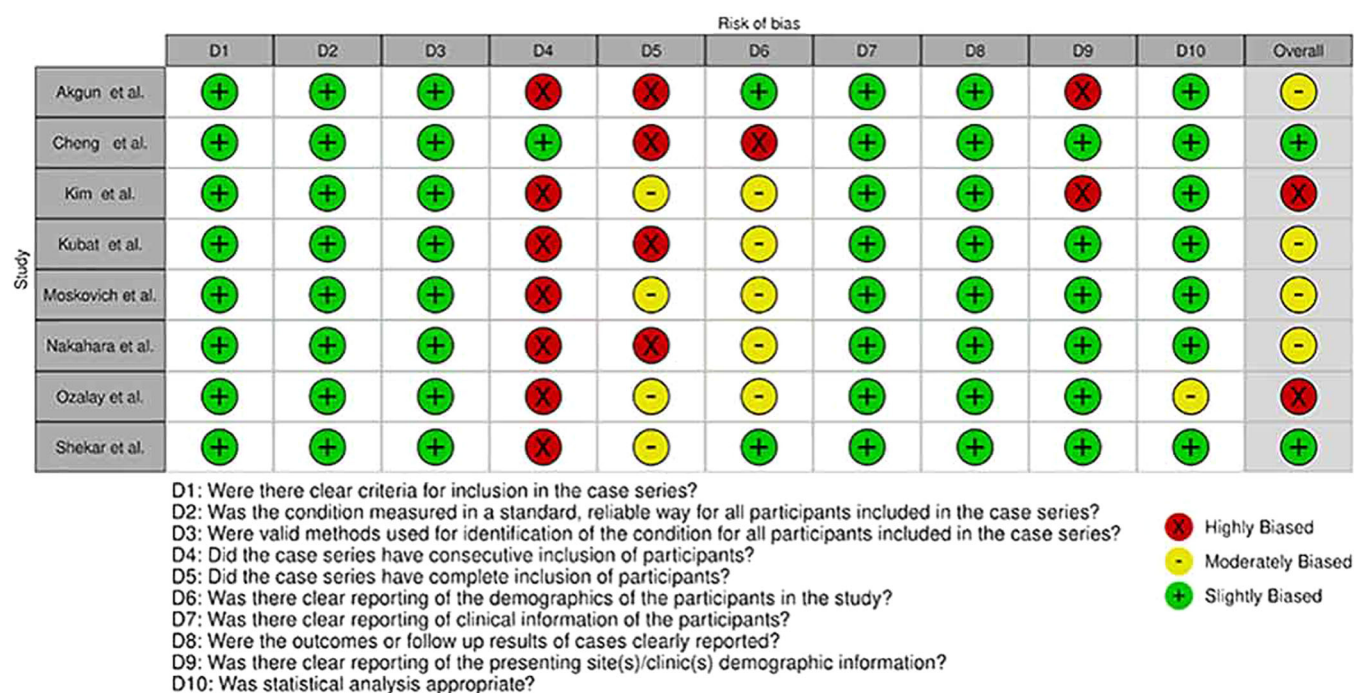 Risk of bias
D1 D2 D3 D4 D5 D6 D7 D8 D9 D10 Overall
Study
Akgun et al. + + + X X + + + X + -
Cheng et al. + + + + X X + + + + +
Kim et al. + + + X - - + + X + X
Kubat et al. + + + X X - + + + + -
Moskovich et al. + + + X - - + + + + -
Nakahara et al. + + + X X - + + + + -
Ozalay et al. + + + X - - + + + - X
Shekar et al. + + + X - + + + + + +
D1: Were there clear criteria for inclusion in the case series?
D2: Was the condition measured in a standard, reliable way for all participants included in the case series?
D3: Were valid methods used for identification of the condition for all participants included in the case series?
D4: Did the case series have consecutive inclusion of participants?
D5: Did the case series have complete inclusion of participants?
D6: Was there clear reporting of the demographics of the participants in the study?
D7: Was there clear reporting of clinical information of the participants?
D8: Were the outcomes or follow up results of cases clearly reported?
D9: Was there clear reporting of the presenting site(s)/clinic(s) demographic information?
D10: Was statistical analysis appropriate?
X Highly Biased
- Moderately Biased
+ Slightly Biased